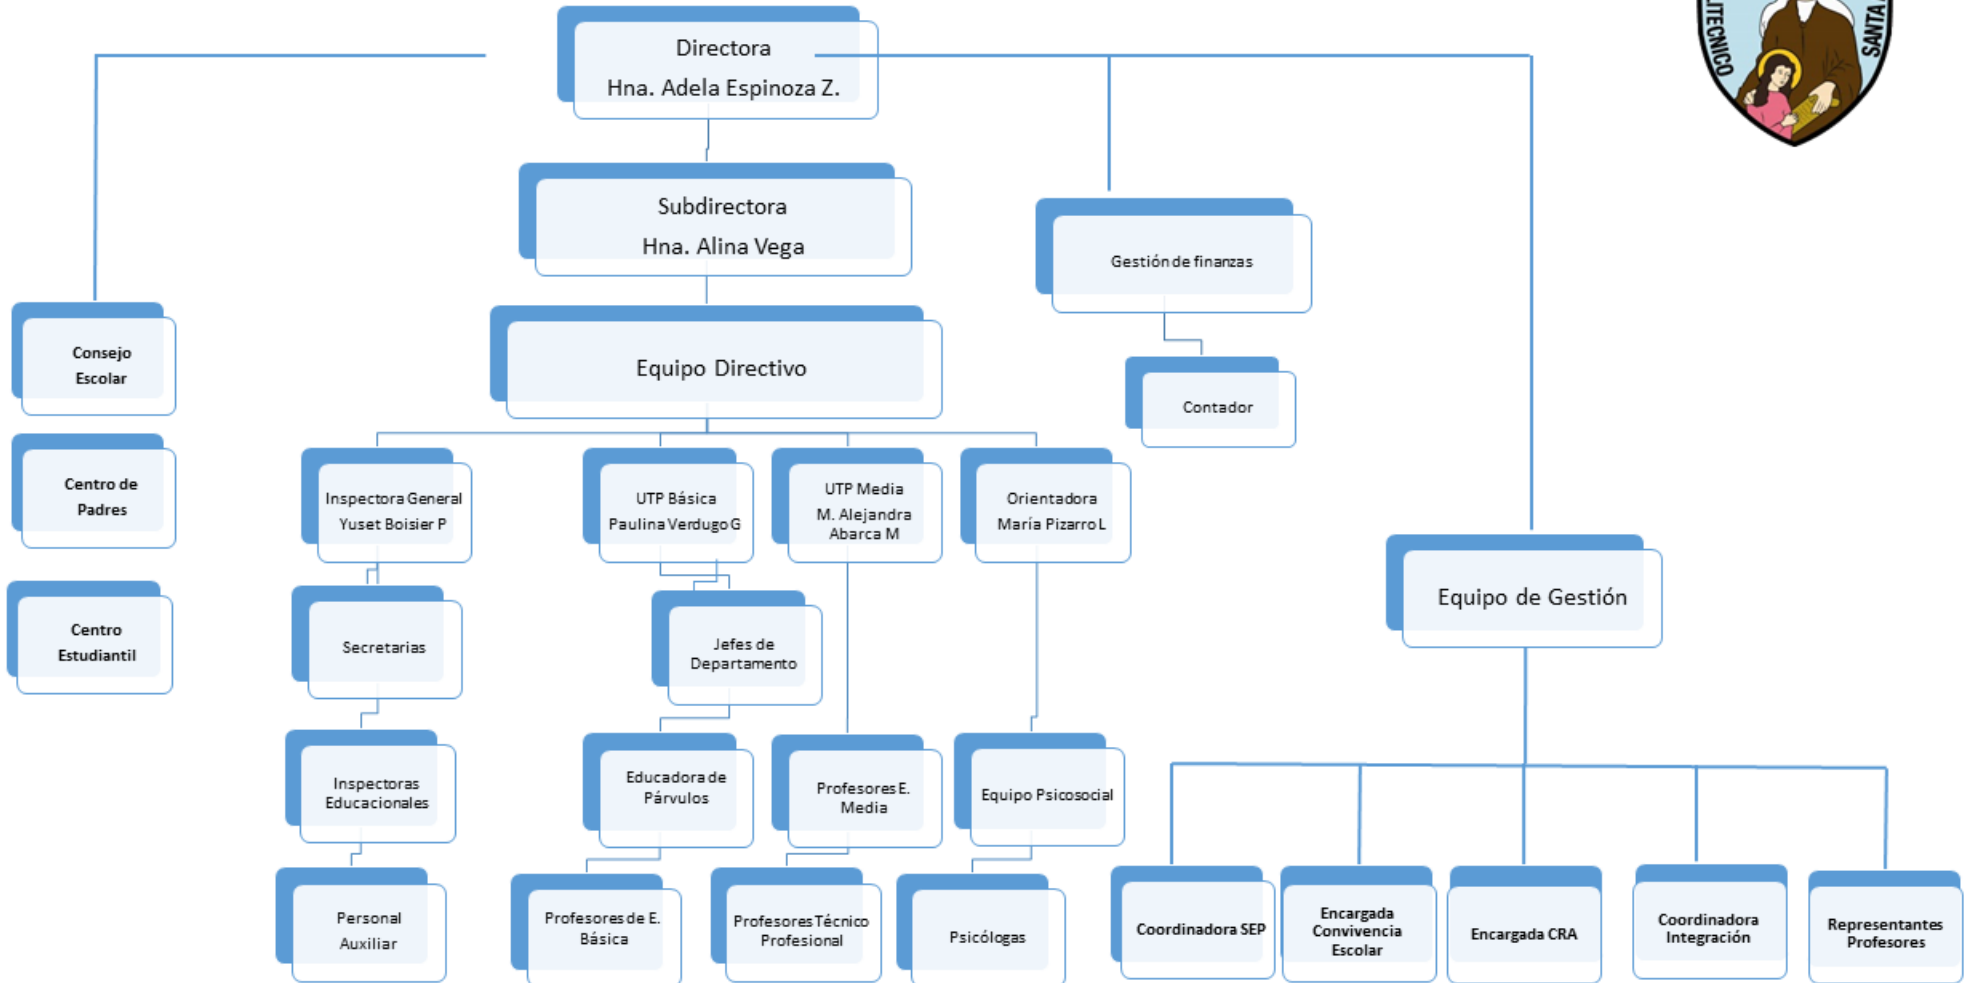 LITECNICO
SANTA
Directora
Hna. Adela Espinoza Z.
Subdirectora
Hna. Alina Vega
Gestión de finanzas
Consejo
Escolar
Equipo Directivo
Contador
Centro de
Padres
Inspectora General
Yuset Boisier P
UTP Básica
Paulina Verdugo G
UTP Media
M. Alejandra
Abarca M
Orientadora
María Pizarro L
Equipo de Gestión
Centro
Estudiantil
Secretarias
Jefes de
Departamento
Inspectoras
Educacionales
Educadora de
Párvulos
Profesores E.
Media
Equipo Psicosocial
Personal
Auxiliar
Profesores de E.
Básica
Profesores Técnico
Profesional
Psicólogas
Coordinadora SEP
Encargada
Convivencia
Escolar
Encargada CRA
Coordinadora
Integración
Representantes
Profesores